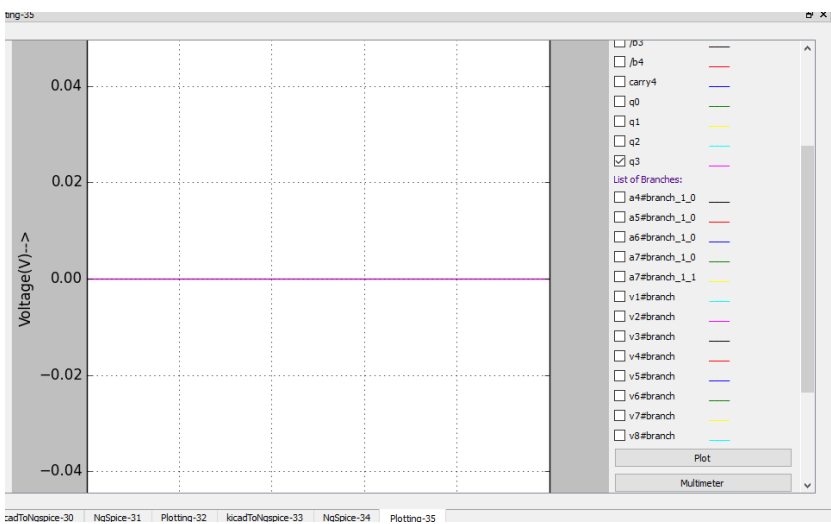 ting-35
0.04
0.02
0.00
−0.02
−0.04
Voltage(V)-->
/b3
/b4
carry4
q0
q1
q2
q3
List of Branches:
a4#branch_1_0
a5#branch_1_0
a6#branch_1_0
a7#branch_1_0
a7#branch_1_1
v1#branch
v2#branch
v3#branch
v4#branch
v5#branch
v6#branch
v7#branch
v8#branch
Plot
Multimeter
cadToNgspice-30 NgSpice-31 Plotting-32 kicadToNgspice-33 NgSpice-34 Plotting-35